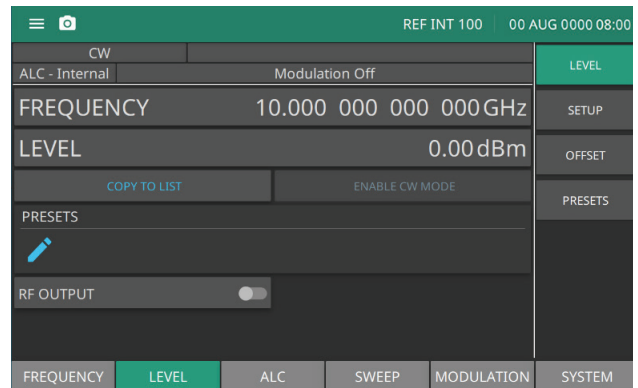 REF INT 100 00 AUG 0000 08:00
CW
ALC - Internal Modulation Off
LEVEL
FREQUENCY 10.000 000 000 000 GHz
SETUP
LEVEL 0.00 dBm
OFFSET
COPY TO LIST ENABLE CW MODE
PRESETS
PRESETS
RF OUTPUT
FREQUENCY LEVEL ALC SWEEP MODULATION SYSTEM